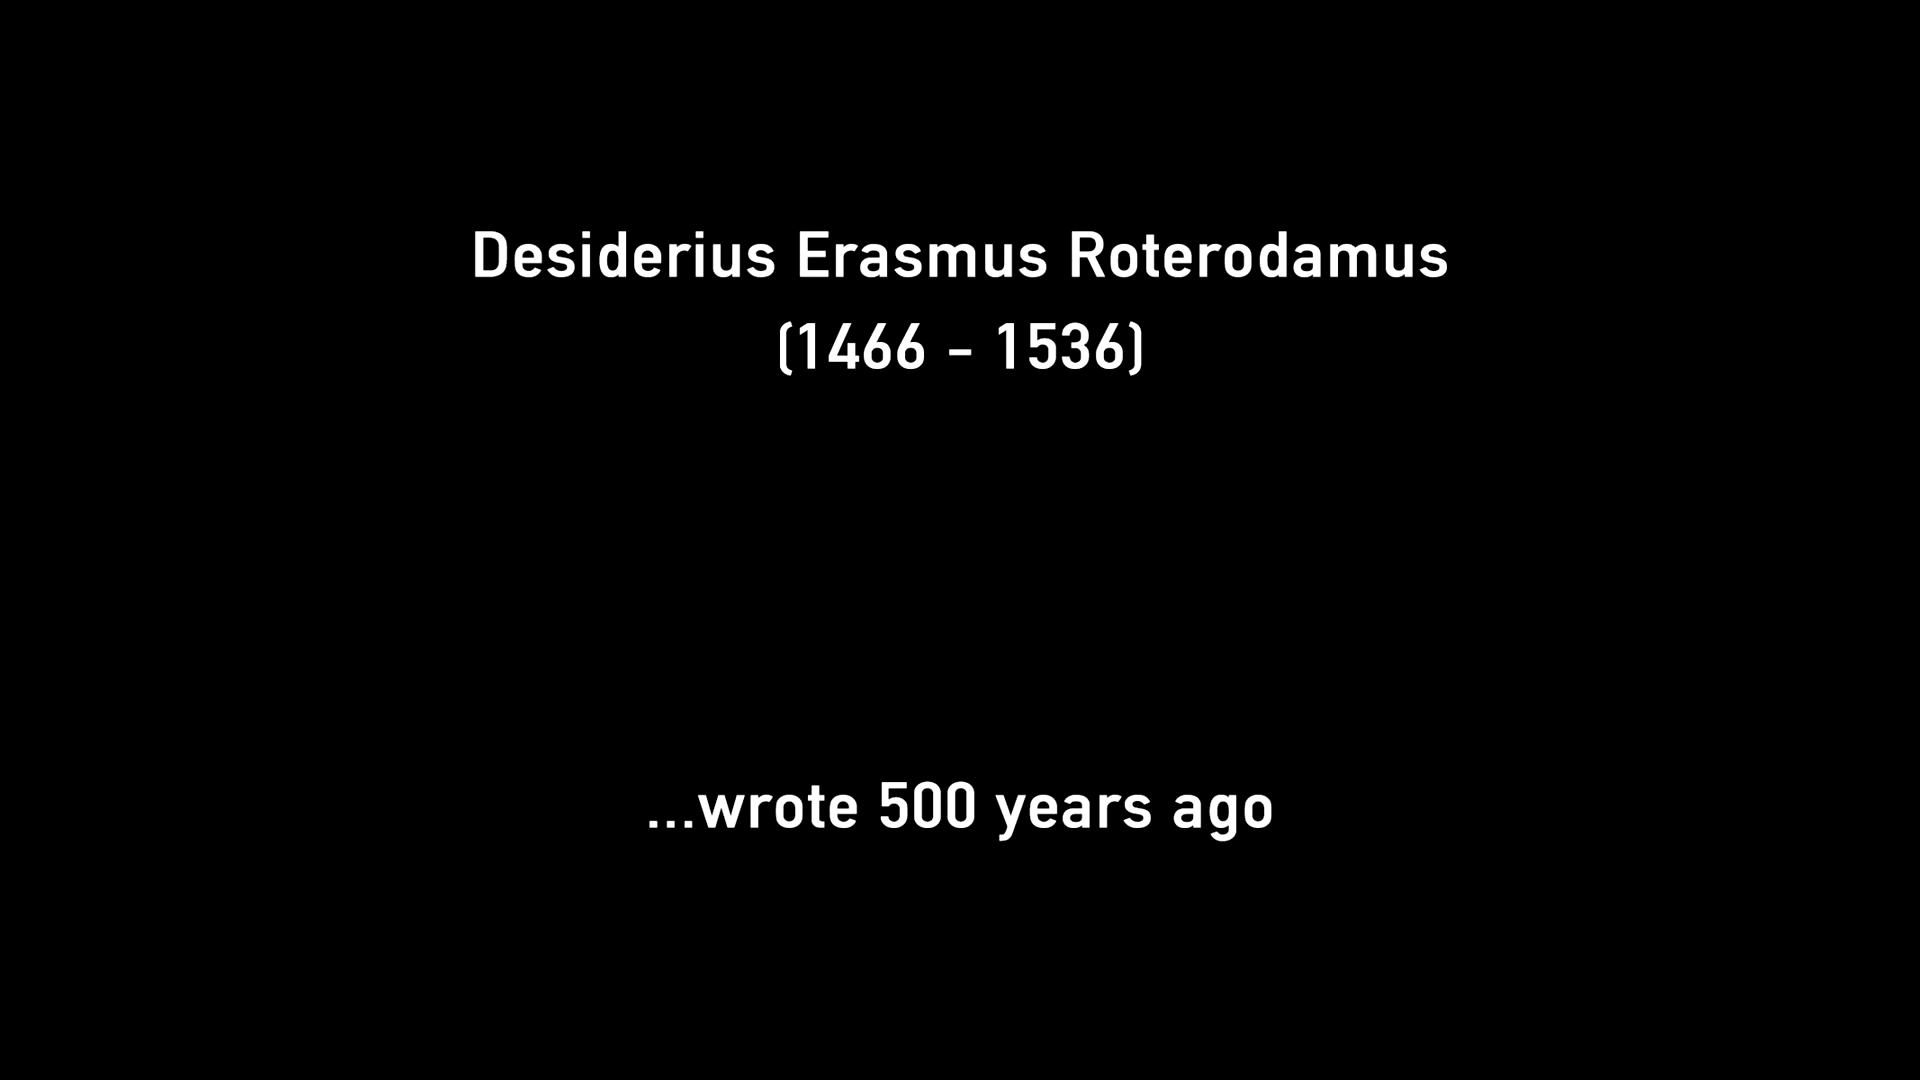 Desiderius Erasmus Roterodamus
(1466 – 1536)
...wrote 500 years ago